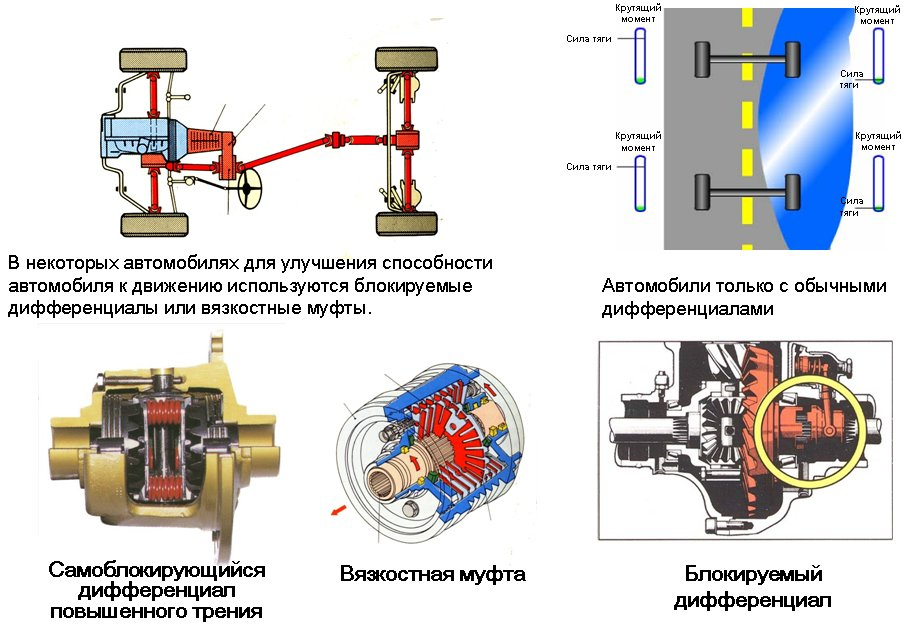 Крутящий
момент
Сила тяги
Крутящий
момент
Сила
тяги
Крутящий
момент
Сила тяги
Крутящий
момент
Сила
тяги
В некоторых автомобилях для улучшения способности
автомобиля к движению используются блокируемые
дифференциалы или вязкостные муфты.
Автомобили только с обычными
дифференциалами
Самоблокирующийся
дифференциал
повышенного трения
Вязкостная муфта
Блокируемый
дифференциал